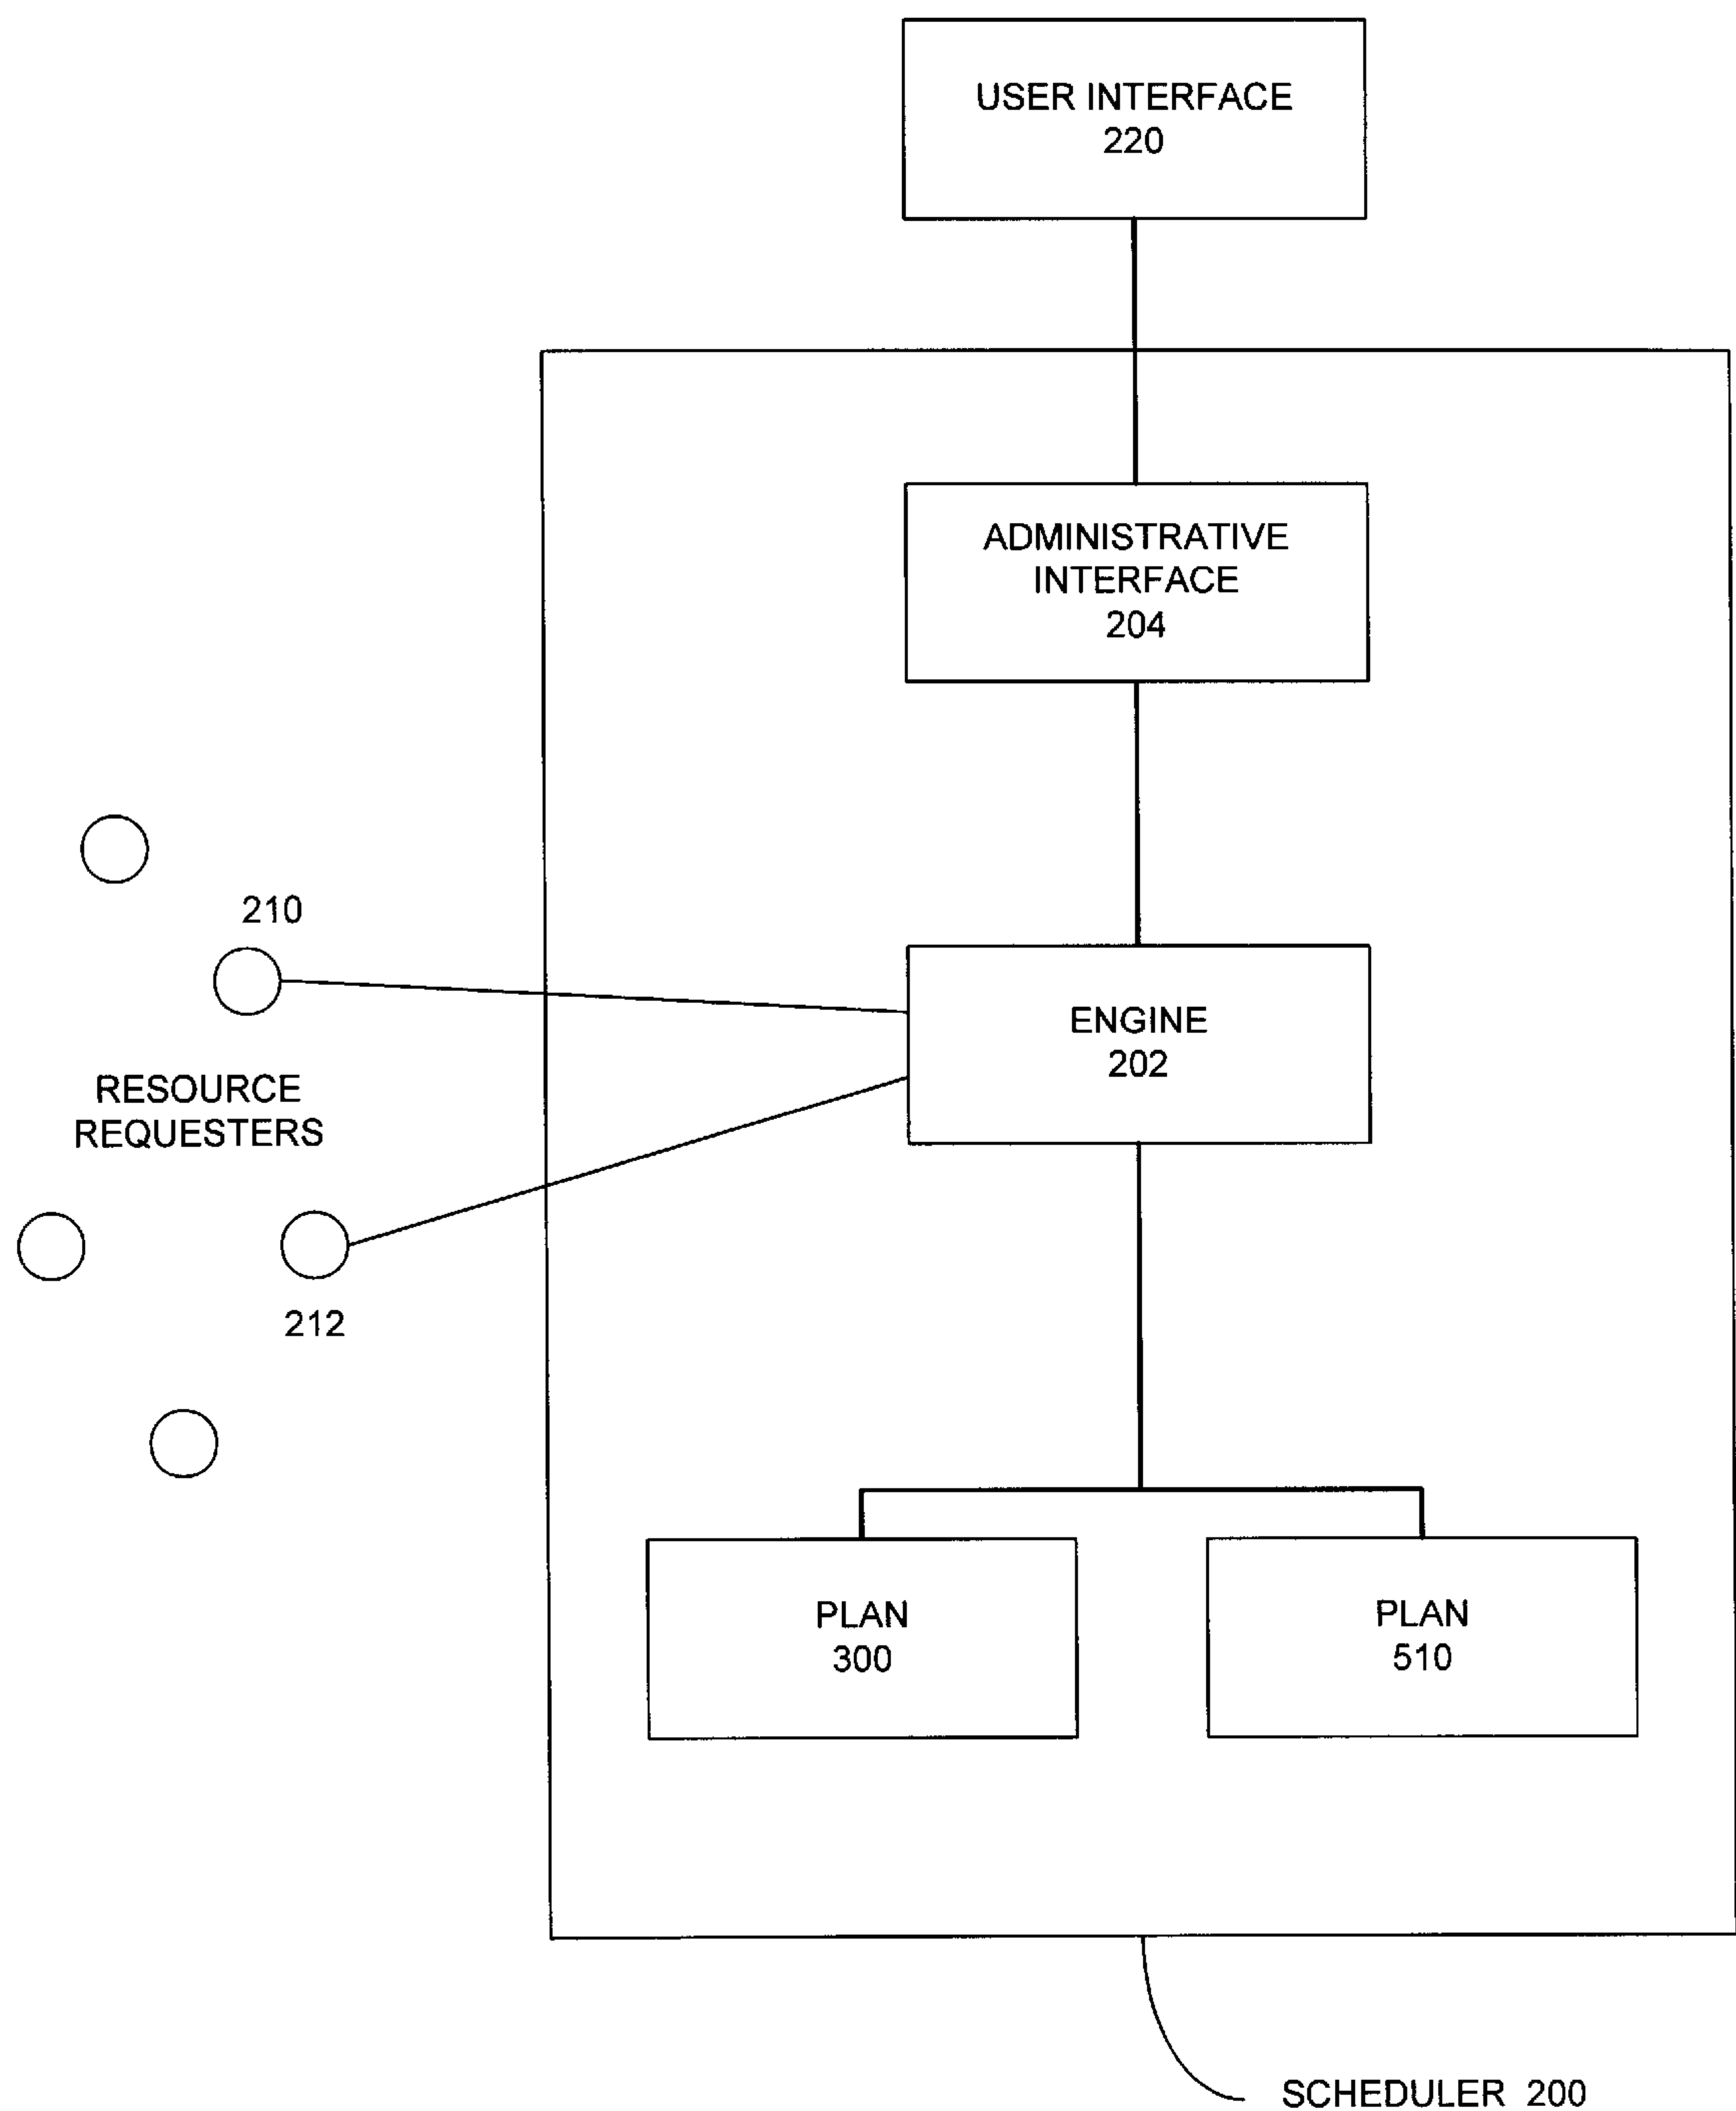 USER INTERFACE
220
ADMINISTRATIVE
INTERFACE
204
210
ENGINE
202
RESOURCE
REQUESTERS
212
PLAN
300
PLAN
510
SCHEDULER 200